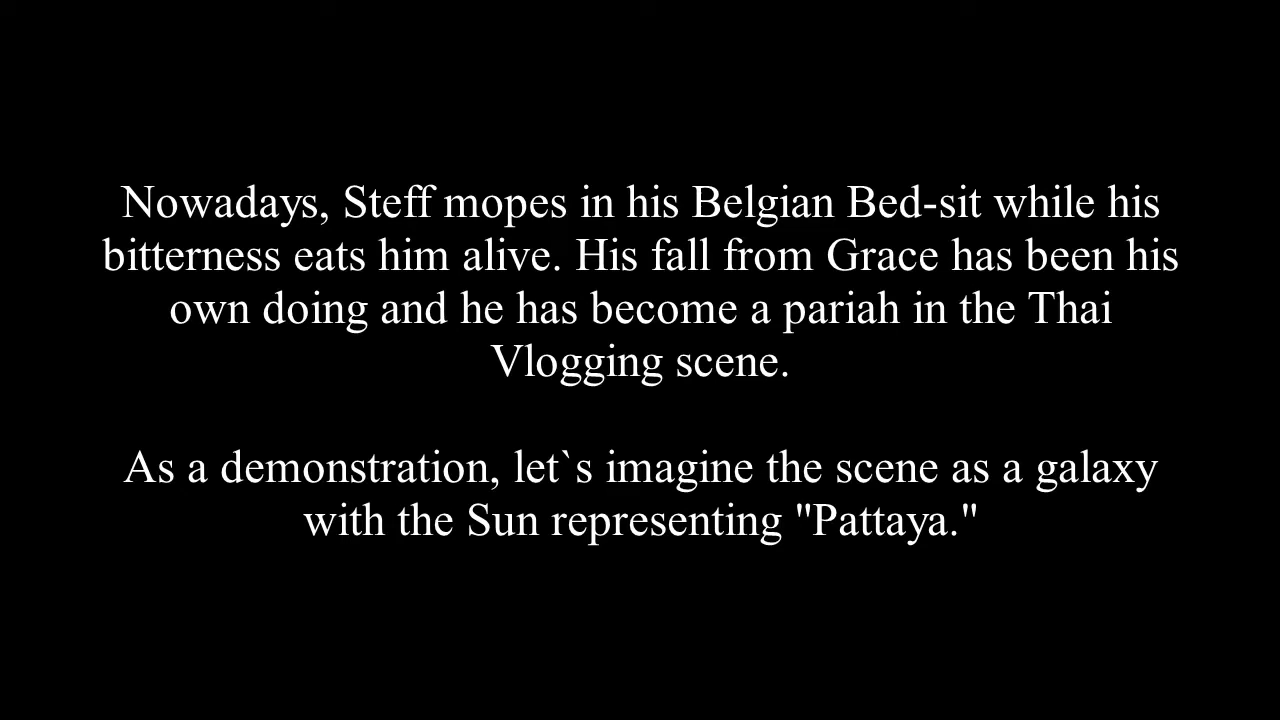 Nowadays, Steff mopes in his Belgian Bed-sit while his
bitterness eats him alive. His fall from Grace has been his
own doing and he has become a pariah in the Thai
Vlogging scene.
As a demonstration, let`s imagine the scene as a galaxy
with the Sun representing "Pattaya."